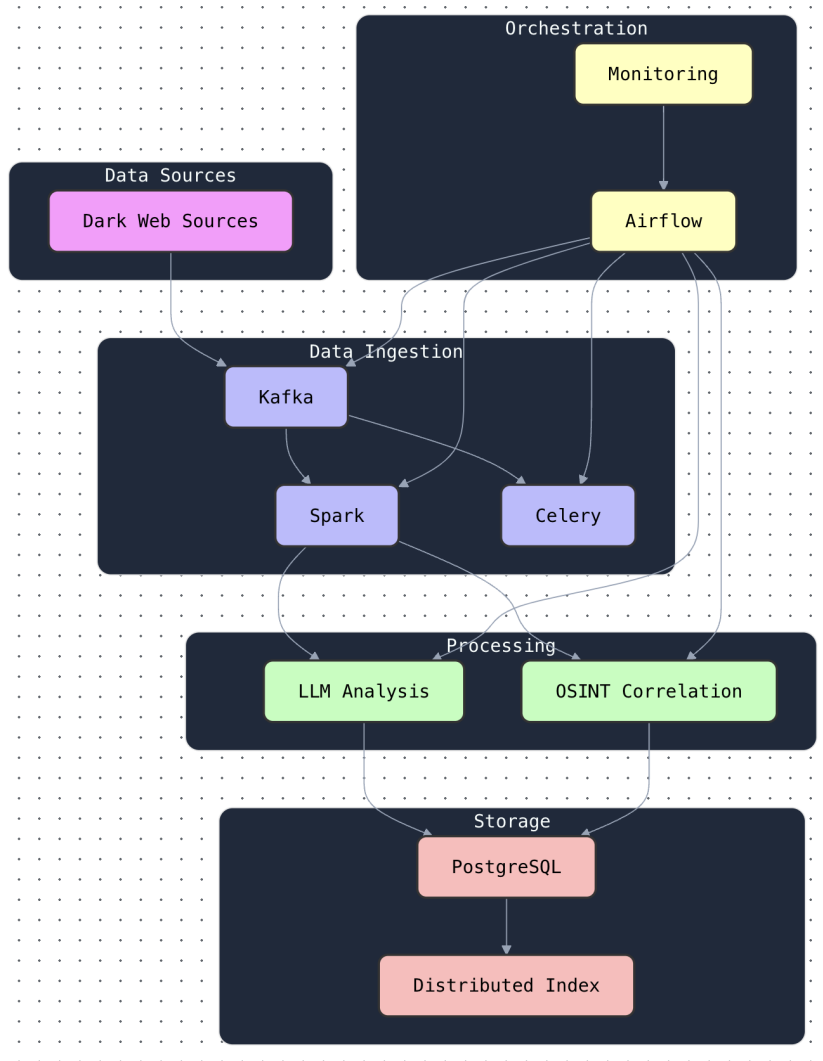 Orchestration
Monitoring
Data Sources
Dark Web Sources
Airflow
Data Ingestion
Kafka
Spark
Celery
Processing
LLM Analysis
OSINT Correlation
Storage
PostgreSQL
Distributed Index